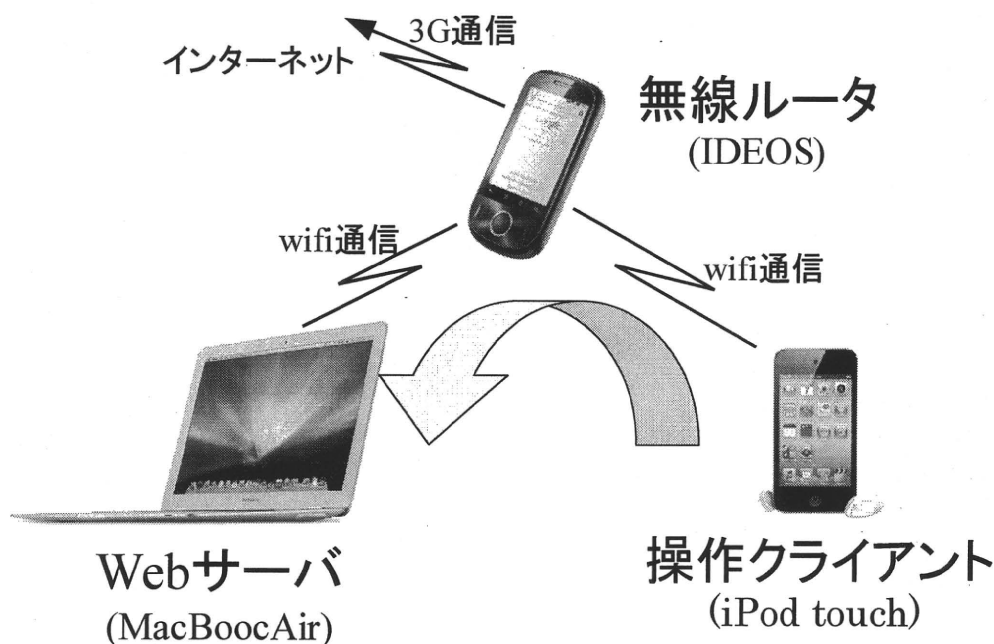 3G通信
インターネット
無線ルータ
(IDEOS)
wifi通信
wifi通信
Webサーバ
(MacBoocAir)
操作クライアント
(iPod touch)